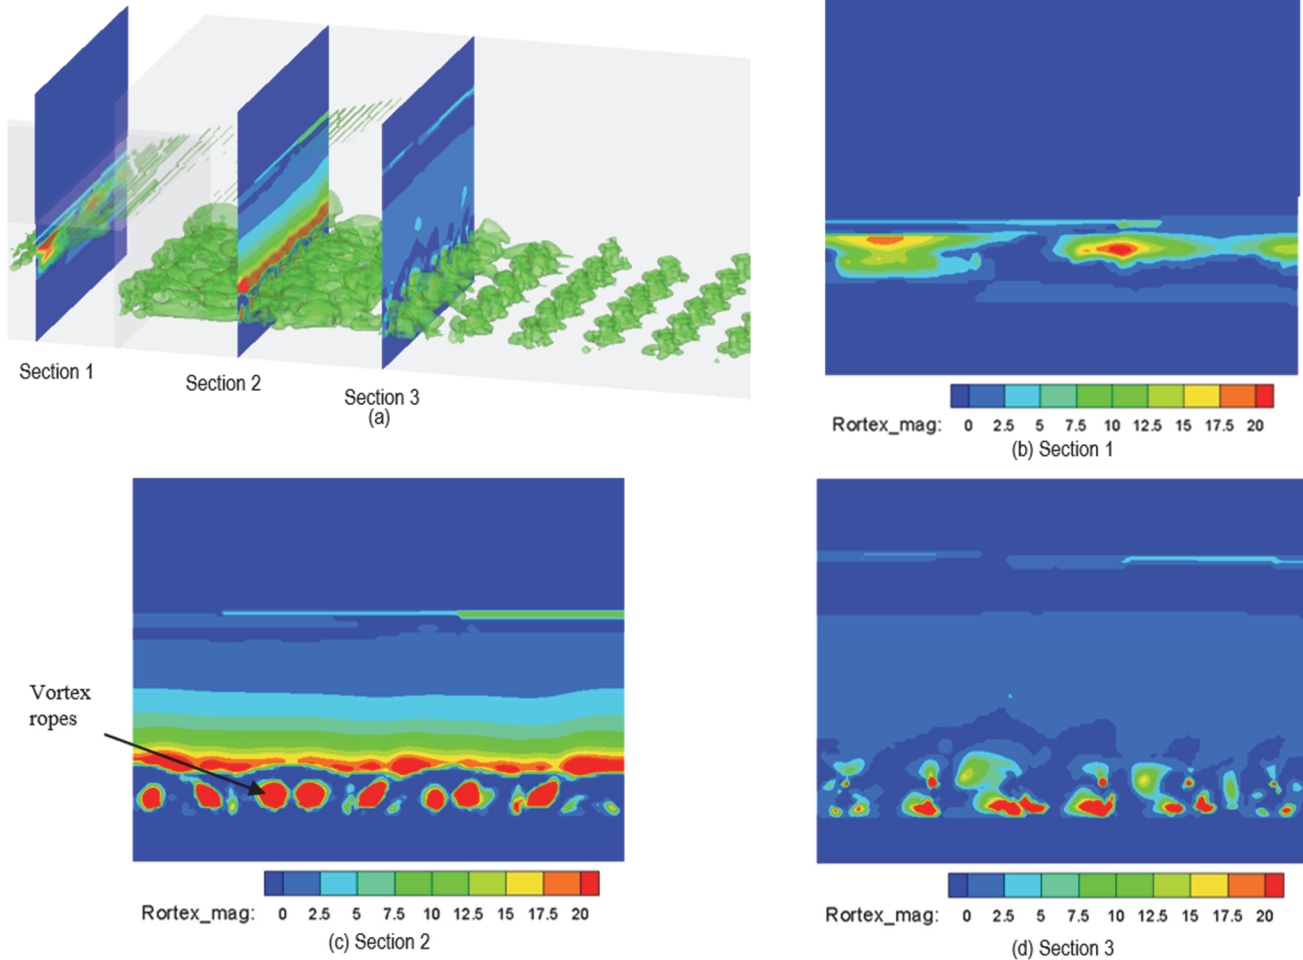 Section 1
Section 2
Section 3
(a)
Rortex_mag: 0 2.5 5 7.5 10 12.5 15 17.5 20
(b) Section 1
Vortex
ropes
Rortex_mag: 0 2.5 5 7.5 10 12.5 15 17.5 20
(c) Section 2
Rortex_mag: 0 2.5 5 7.5 10 12.5 15 17.5 20
(d) Section 3